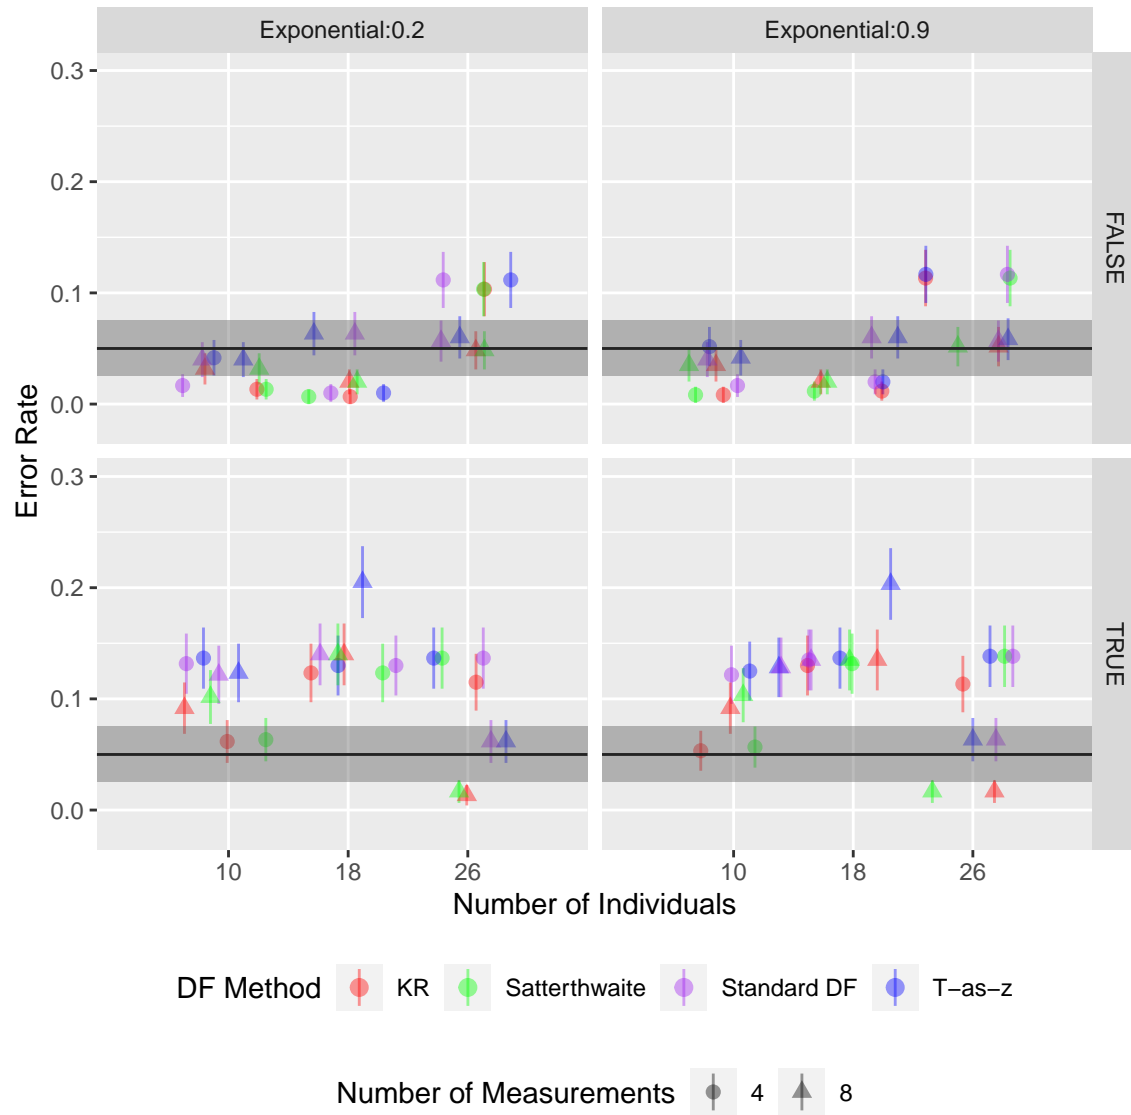 Exponential:0.2 Exponential:0.9
0.3
0.2
0.1
0.0
FALSE
Error Rate
0.3
0.2
0.1
0.0
TRUE
10 18 26 10 18 26
Number of Individuals
DF Method KR Satterthwaite Standard DF T−as−z
Number of Measurements 4 8